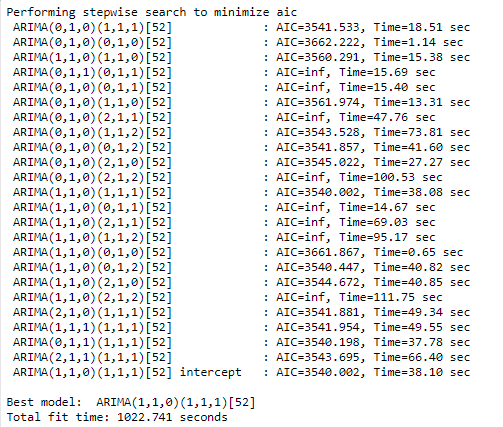 Performing stepwise search to minimize aic
ARIMA(0,1,0)(1,1,1)[52] : AIC=3541.533, Time=18.51 sec
ARIMA(0,1,0)(0,1,0)[52] : AIC=3662.222, Time=1.14 sec
ARIMA(1,1,0)(1,1,0)[52] : AIC=3560.291, Time=15.38 sec
ARIMA(0,1,1)(0,1,1)[52] : AIC=inf, Time=15.69 sec
ARIMA(0,1,0)(0,1,1)[52] : AIC=inf, Time=15.40 sec
ARIMA(0,1,0)(1,1,0)[52] : AIC=3561.974, Time=13.31 sec
ARIMA(0,1,0)(2,1,1)[52] : AIC=inf, Time=47.76 sec
ARIMA(0,1,0)(1,1,2)[52] : AIC=3543.528, Time=73.81 sec
ARIMA(0,1,0)(0,1,2)[52] : AIC=3541.857, Time=41.60 sec
ARIMA(0,1,0)(2,1,0)[52] : AIC=3545.022, Time=27.27 sec
ARIMA(0,1,0)(2,1,2)[52] : AIC=inf, Time=100.53 sec
ARIMA(1,1,0)(1,1,1)[52] : AIC=3540.002, Time=38.08 sec
ARIMA(1,1,0)(0,1,1)[52] : AIC=inf, Time=14.67 sec
ARIMA(1,1,0)(2,1,1)[52] : AIC=inf, Time=69.03 sec
ARIMA(1,1,0)(1,1,2)[52] : AIC=inf, Time=95.17 sec
ARIMA(1,1,0)(0,1,0)[52] : AIC=3661.867, Time=0.65 sec
ARIMA(1,1,0)(0,1,2)[52] : AIC=3540.447, Time=40.82 sec
ARIMA(1,1,0)(2,1,0)[52] : AIC=3544.672, Time=40.85 sec
ARIMA(1,1,0)(2,1,2)[52] : AIC=inf, Time=111.75 sec
ARIMA(2,1,0)(1,1,1)[52] : AIC=3541.881, Time=49.34 sec
ARIMA(1,1,1)(1,1,1)[52] : AIC=3541.954, Time=49.55 sec
ARIMA(0,1,1)(1,1,1)[52] : AIC=3540.198, Time=37.78 sec
ARIMA(2,1,1)(1,1,1)[52] : AIC=3543.695, Time=66.40 sec
ARIMA(1,1,0)(1,1,1)[52] intercept : AIC=3540.002, Time=38.10 sec
Best model: ARIMA(1,1,0)(1,1,1)[52]
Total fit time: 1022.741 seconds